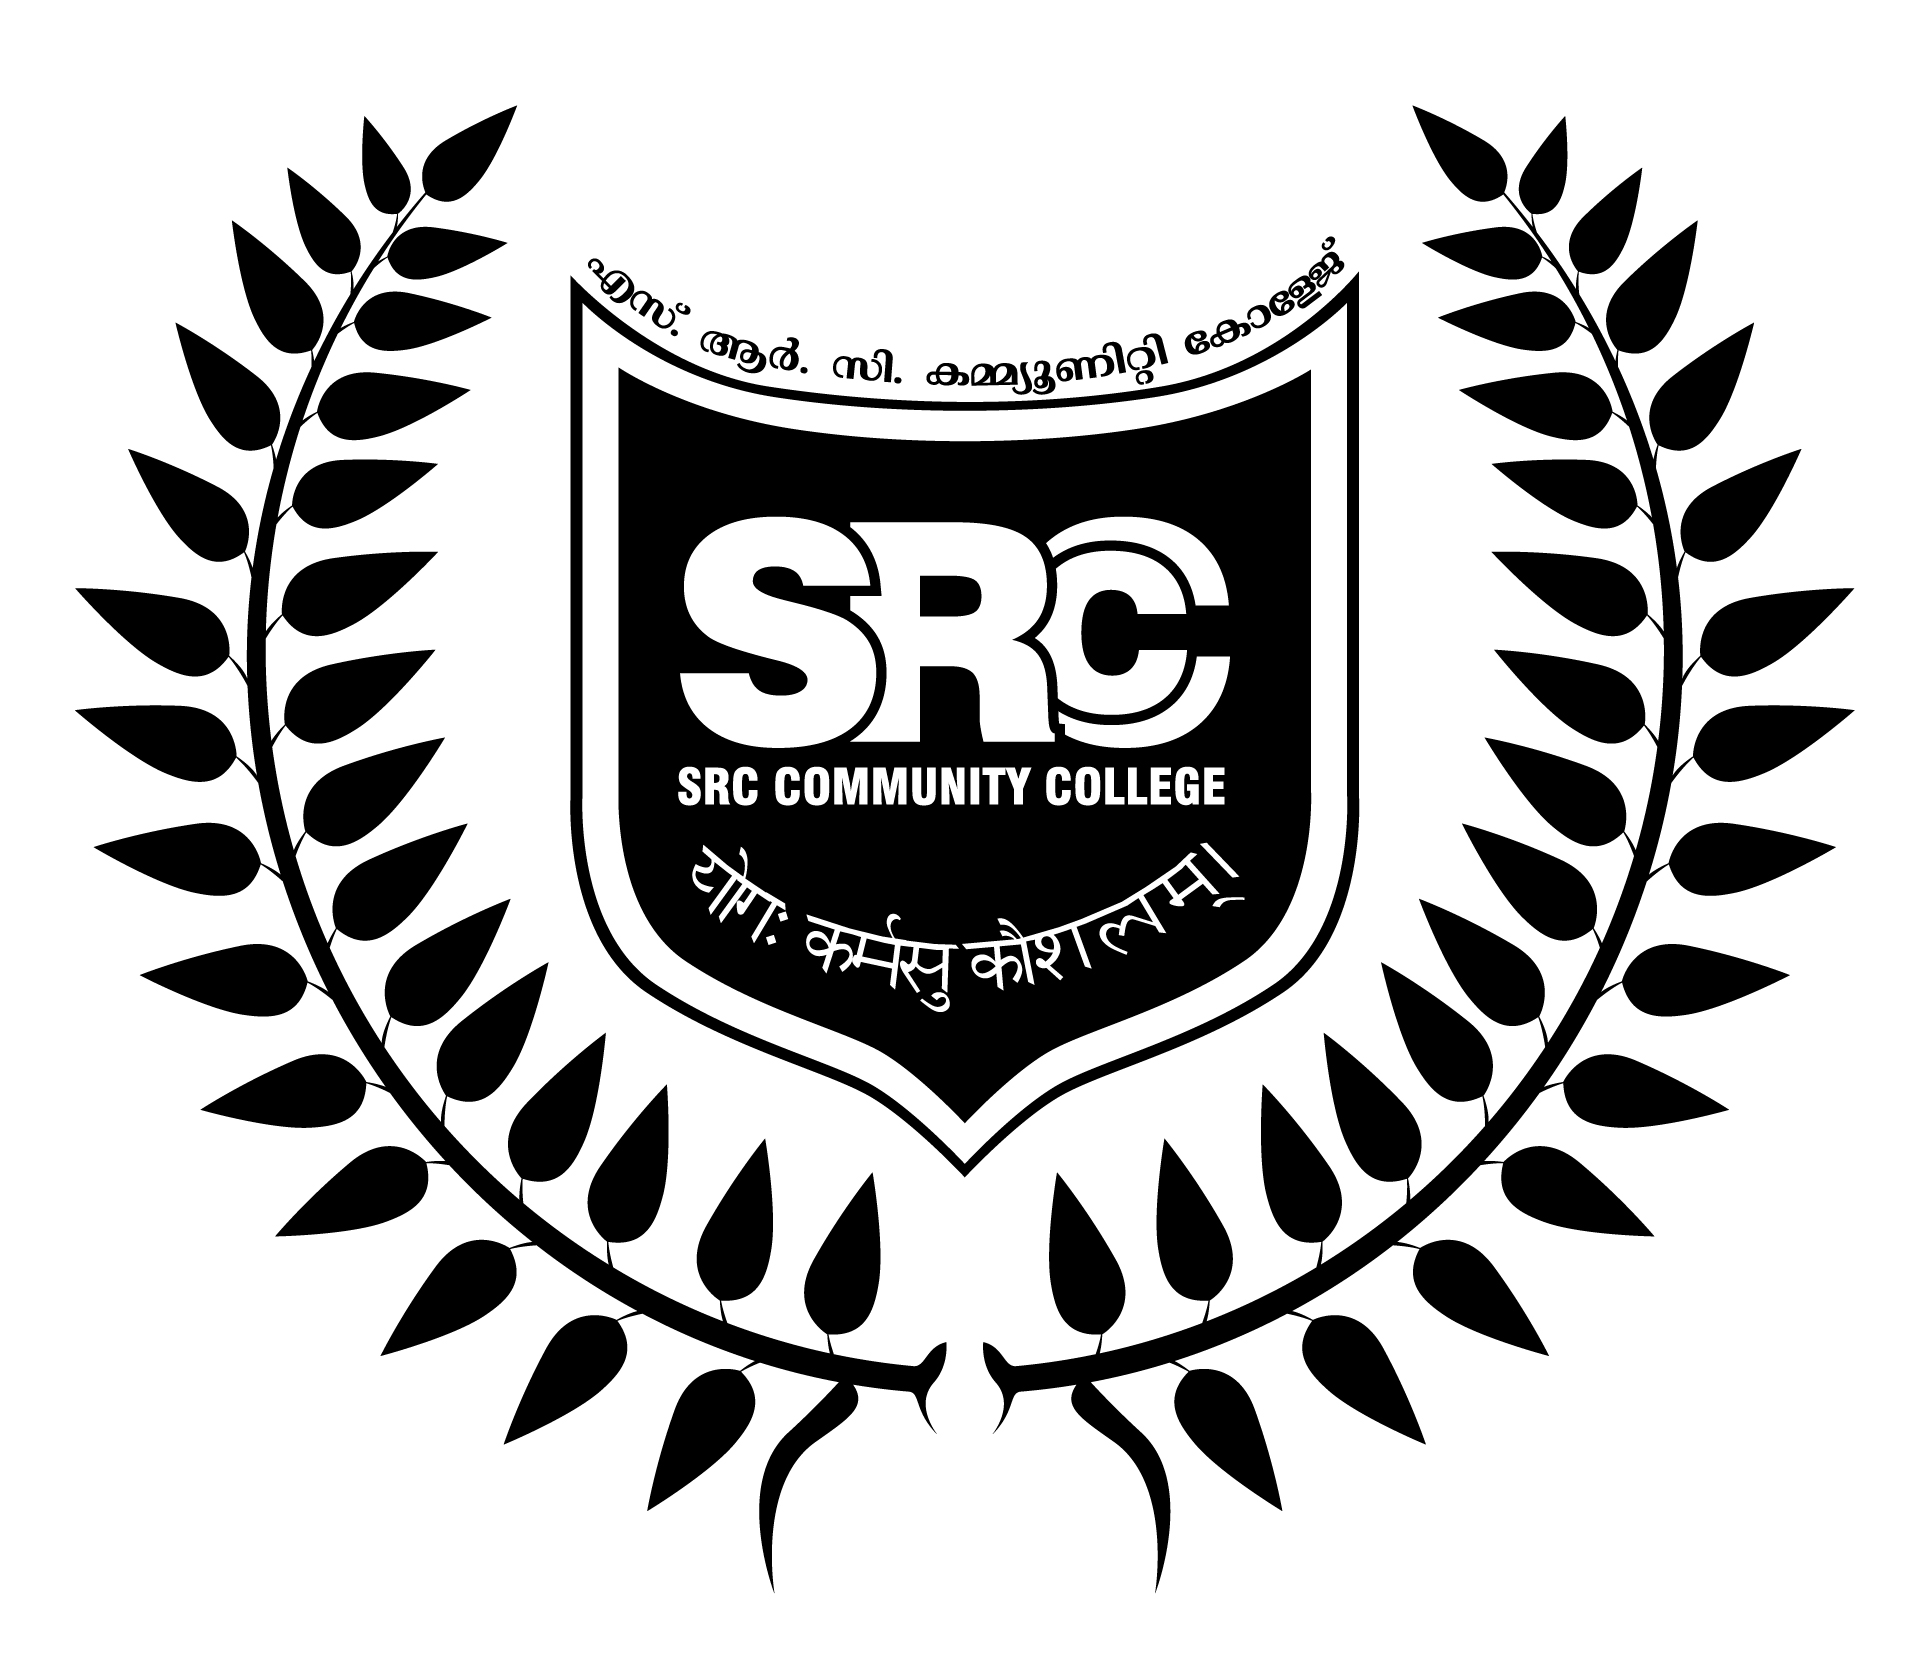 എസ്. ആർ. സി. കമ്മ്യൂണിറ്റി കോളേജ്
SRC
SRC COMMUNITY COLLEGE
योगः कर्मसु कौशलम्।